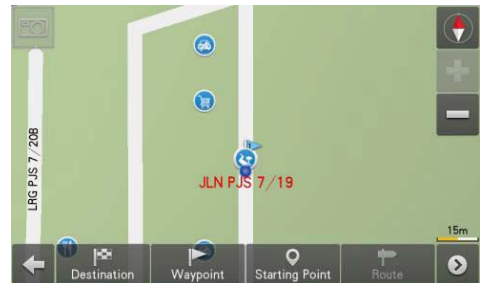 LRG PJS 7/20B
JLN PJS 7/19
15m
Destination
Waypoint
Starting Point
Route